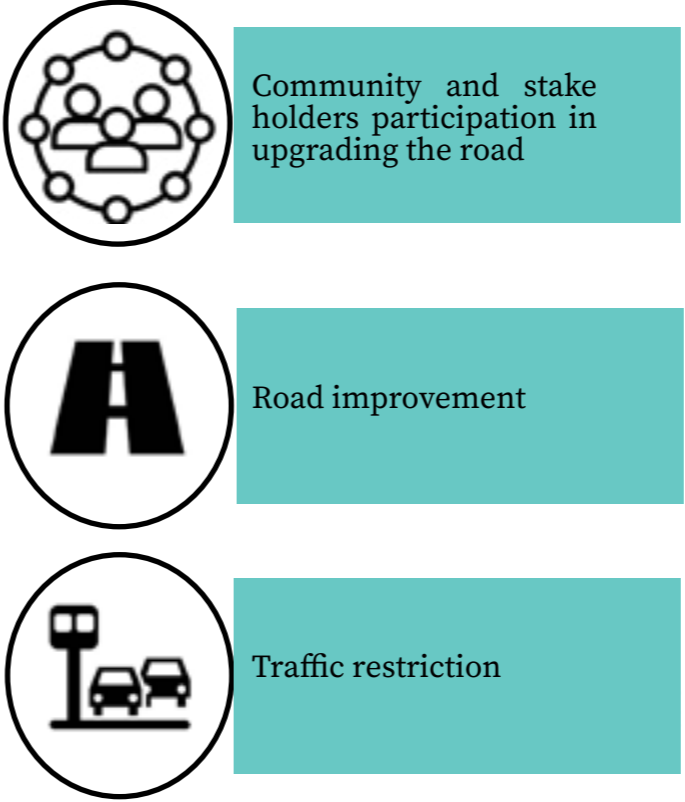 Community and stake
holders participation in
upgrading the road
Road improvement
Traffic restriction